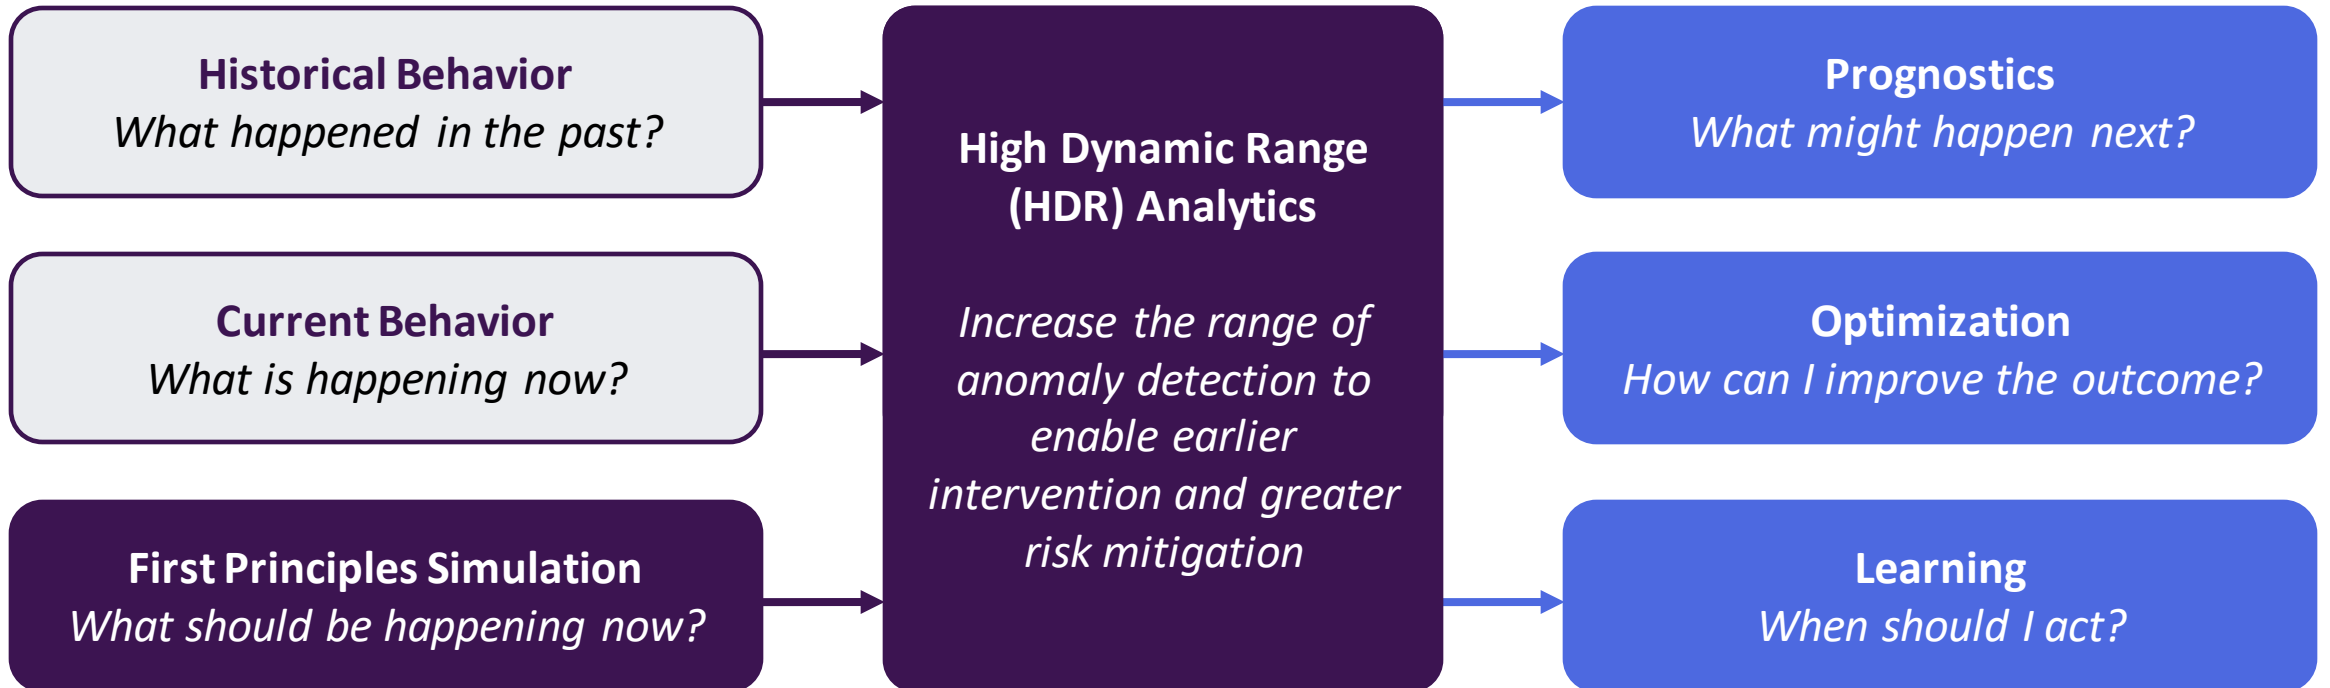 Historical Behavior
What happened in the past?
Current Behavior
What is happening now?
First Principles Simulation
What should be happening now?
High Dynamic Range
(HDR) Analytics
Increase the range of
anomaly detection to
enable earlier
intervention and greater
risk mitigation
Prognostics
What might happen next?
Optimization
How can I improve the outcome?
Learning
When should I act?